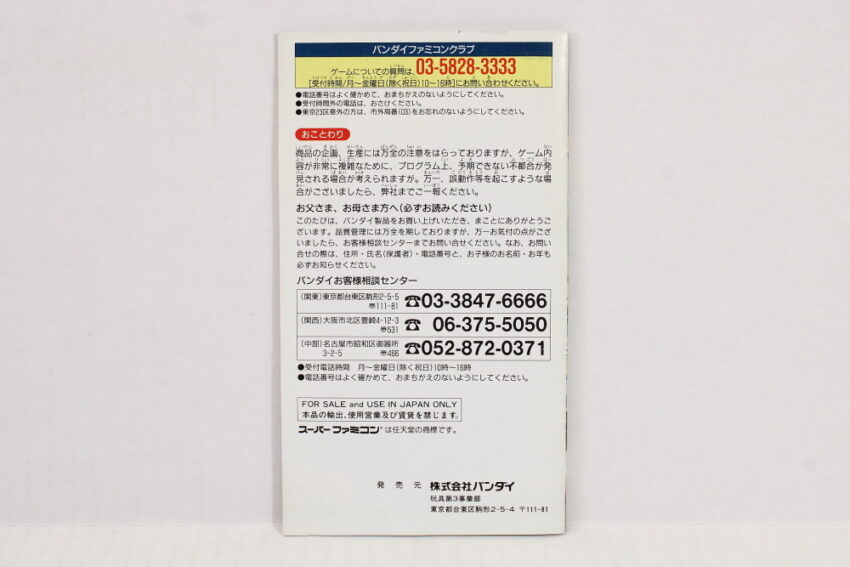 バンダイファミコンクラブ
ゲームについての質問は、03-5828-3333
[受付時間/月～金曜日(除く祝日)10～16時]にお問い合わせください。
●電話番号はよく確かめて、おまちがえのないようにしてください。
●受付時間外の電話は、おさけください。
●東京23区意外の方は、市外局番(03)をお忘れのないようにしてください。
おことわり
商品の企画、生産には万全の注意をはらっておりますが、ゲーム内
容が非常に複雑なために、プログラム上、予期できない不都合が発
見される場合が考えられますが。万一、誤動作等を起こすような場
合がございましたら、弊社までご一報ください。
お父さま、お母さま方へ(必ずお読みください)
このたびは、バンダイ製品をお買い上げいただき、まことにありがとうご
ざいます。品質管理には万全を期しておりますが、万一お気付の点がござ
いましたら、お客様相談センターまでお問い合せください。なお、お問い
合せの際は、住所・氏名(保護者)・電話番号と、お子様のお名前・お年も
必ずお知らせください。
バンダイお客様相談センター
(関東)東京都台東区駒形2-5-5 〒111-81 ☎03-3847-6666
(関西)大阪市北区豊崎4-12-3 〒531 ☎06-375-5050
(中部)名古屋市昭和区御器所3-2-5 〒466 ☎052-872-0371
●受付電話時間 月～金曜日(除く祝日)10時～16時
●電話番号はよく確かめて、おまちがえのないようにしてください。
FOR SALE and USE IN JAPAN ONLY
本品の輸出、使用営業及び賃貸を禁じます。
スーパーファミコン®は任天堂の商標です。
発売元 株式会社バンダイ
玩具第3事業部
東京都台東区駒形2-5-4 〒111-81